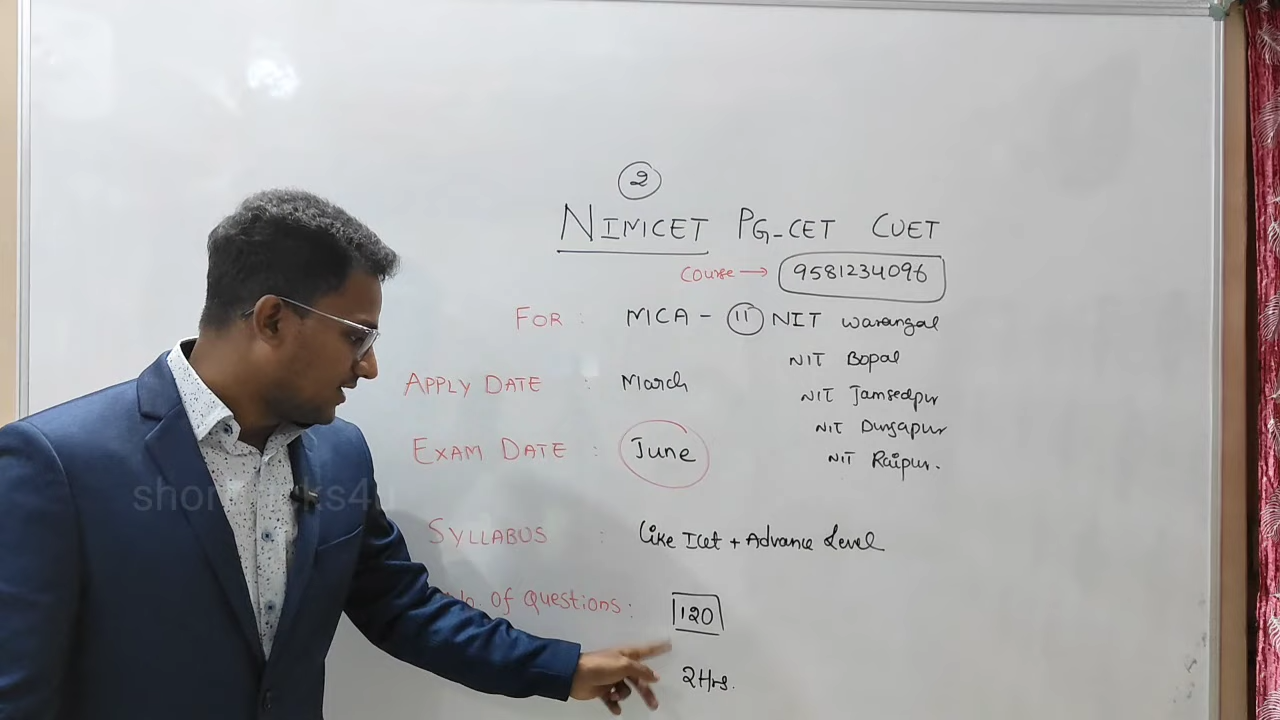 2
NIMCET PG-CET CUET
Course → 9581234096
FOR : MCA - 11 NIT Warangal
NIT Bopal
APPLY DATE : March
NIT Jamsedpur
NIT Durgapur
EXAM DATE : June
NIT Raipur.
SYLLABUS : Like Icet + Advance Level
No. of Questions : 120
2Hrs.